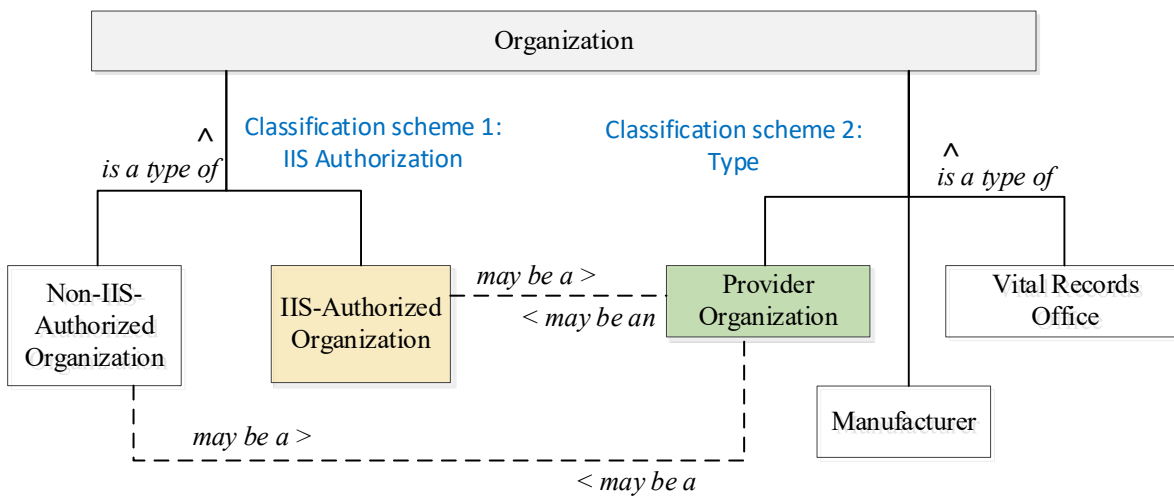 Organization
Classification scheme 1:
IIS Authorization
Classification scheme 2:
Type
^
is a type of
^
is a type of
Non-IIS-
Authorized
Organization
IIS-Authorized
Organization
may be a >
< may be an
Provider
Organization
Vital Records
Office
Manufacturer
may be a >
< may be a